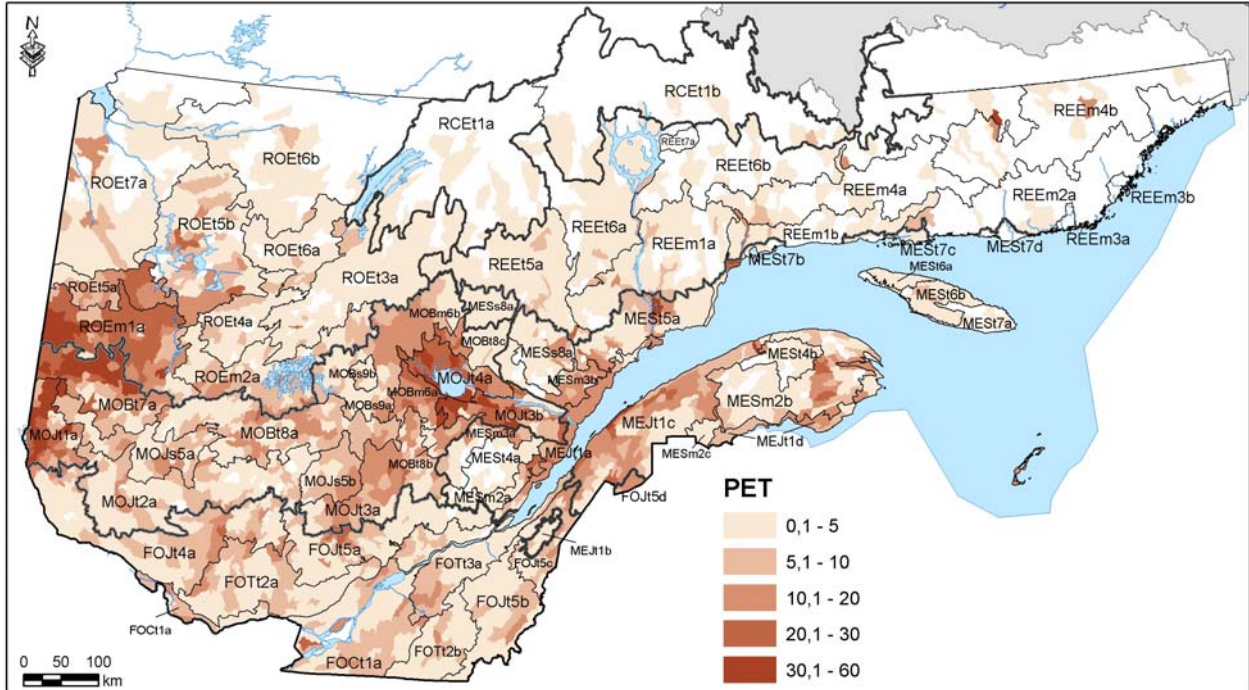 N
RCEt1b
RCEt1a
REEm4b
REEt7a
ROEt6b
REEt6b
ROEt7a
REEm4a
REEm2a
REEm3b
ROEt5b
REEt6a
REEm1a
REEm1b
ROEt6a
MESt7c
MESt7d
REEm3a
MESt7b
REEt5a
ROEt3a
MESt6a
ROEt5a
MESt6b
MESs8a
MESt7a
ROEm1a
ROEt4a
MOBm6b
MESt5a
MOBt8c
MESs8a
MESt4b
ROEm2a
MOBs9b
MOJt4a
MESm3b
MOBm6a
MESm2b
MOBt7a
MOBs9a
MOJt3b
MEJt1c
MOBt8a
MESm3a
MOJt1a
MEJt1d
MEJt1a
MESm2c
MOJs5a
MESt4a
MOBt8b
MOJs5b
FOJt5d
MESm2a
MOJt2a
MOJt3a
MEJt1b
FOJt4a
FOJt5a
FOTt3a
FOJt5c
FOTt2a
FOJt5b
FOCt1a
FOTt2b
FOCt1a
PET
0,1 - 5
5,1 - 10
10,1 - 20
20,1 - 30
30,1 - 60
0 50 100
km